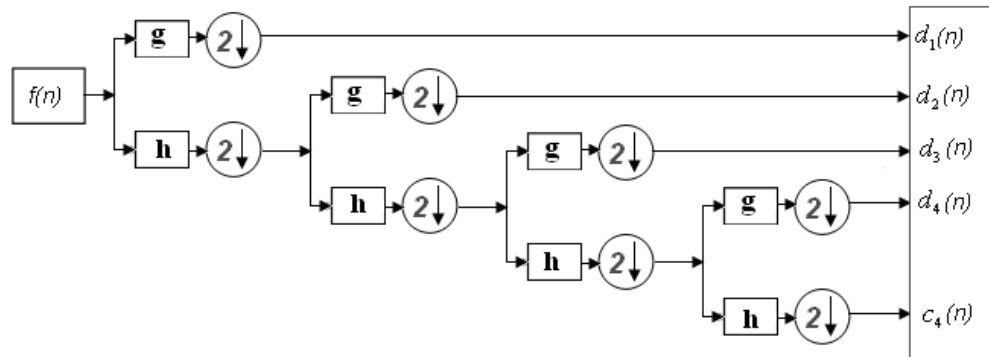 g 2↓ d₁(n)
f(n)
g 2↓ d₂(n)
h 2↓
g 2↓ d₃(n)
h 2↓
g 2↓ d₄(n)
h 2↓
h 2↓ c₄(n)